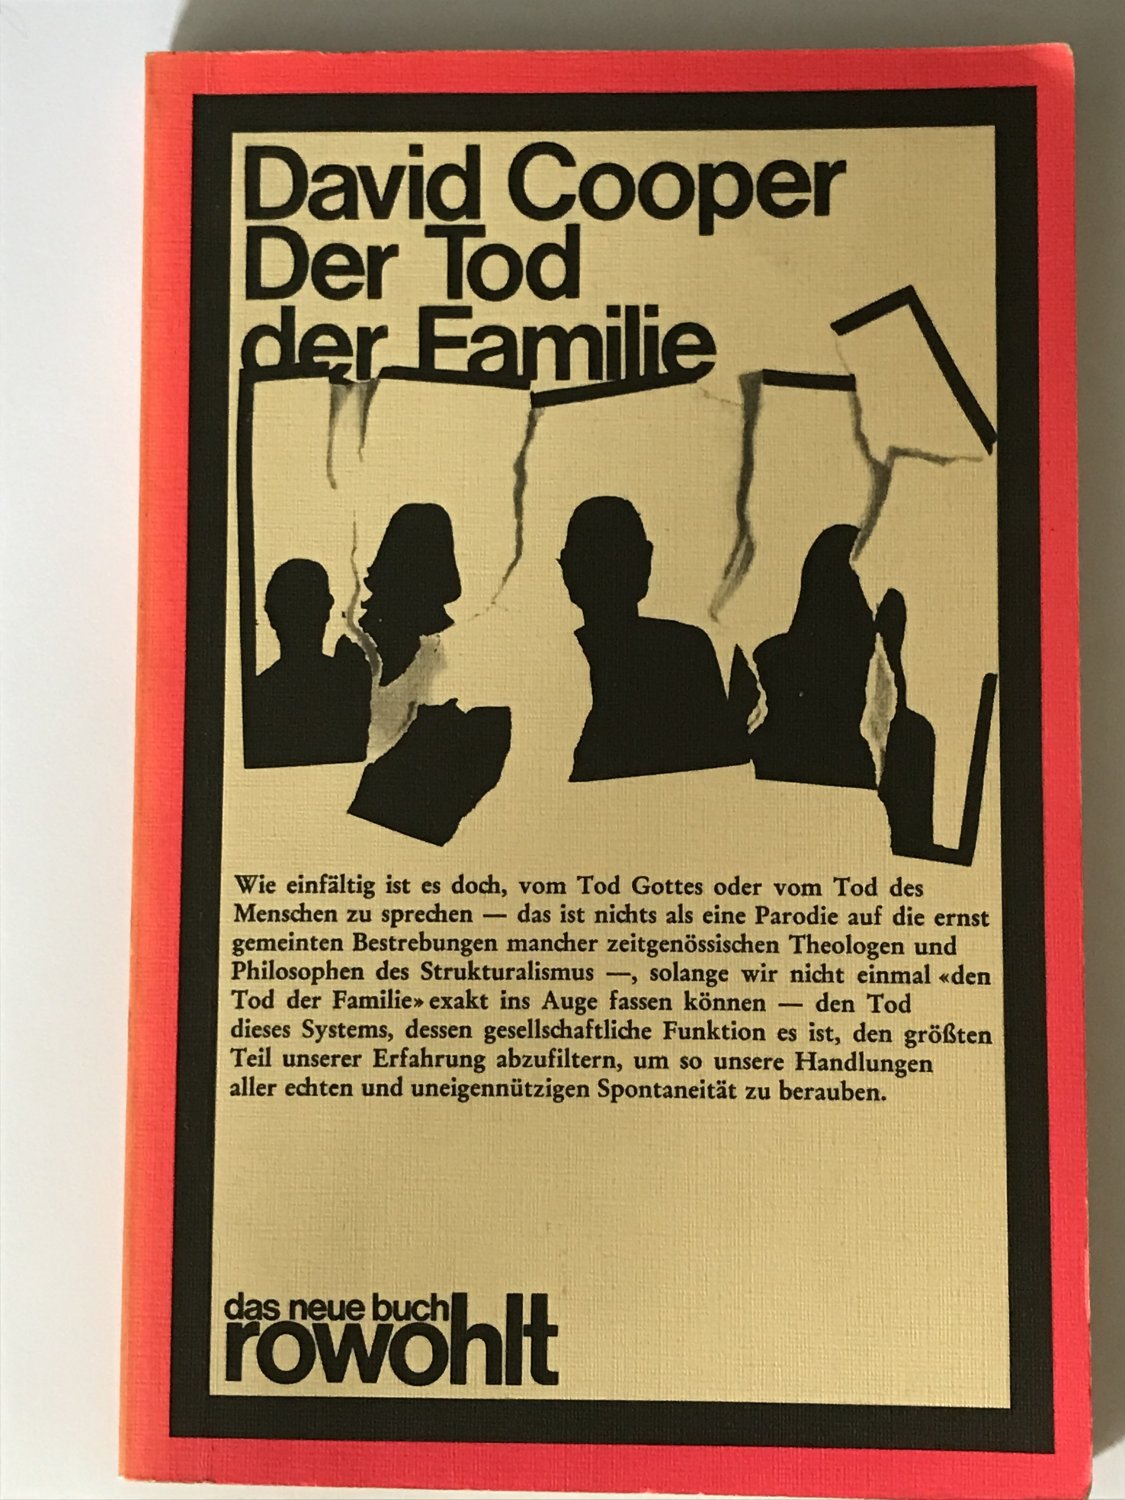 David Cooper
Der Tod
der Familie
Wie einfältig ist es doch, vom Tod Gottes oder vom Tod des
Menschen zu sprechen — das ist nichts als eine Parodie auf die ernst
gemeinten Bestrebungen mancher zeitgenössischen Theologen und
Philosophen des Strukturalismus —, solange wir nicht einmal «den
Tod der Familie» exakt ins Auge fassen können — den Tod
dieses Systems, dessen gesellschaftliche Funktion es ist, den größten
Teil unserer Erfahrung abzufiltern, um so unsere Handlungen
aller echten und uneigennützigen Spontaneität zu berauben.
das neue buch
rowohlt